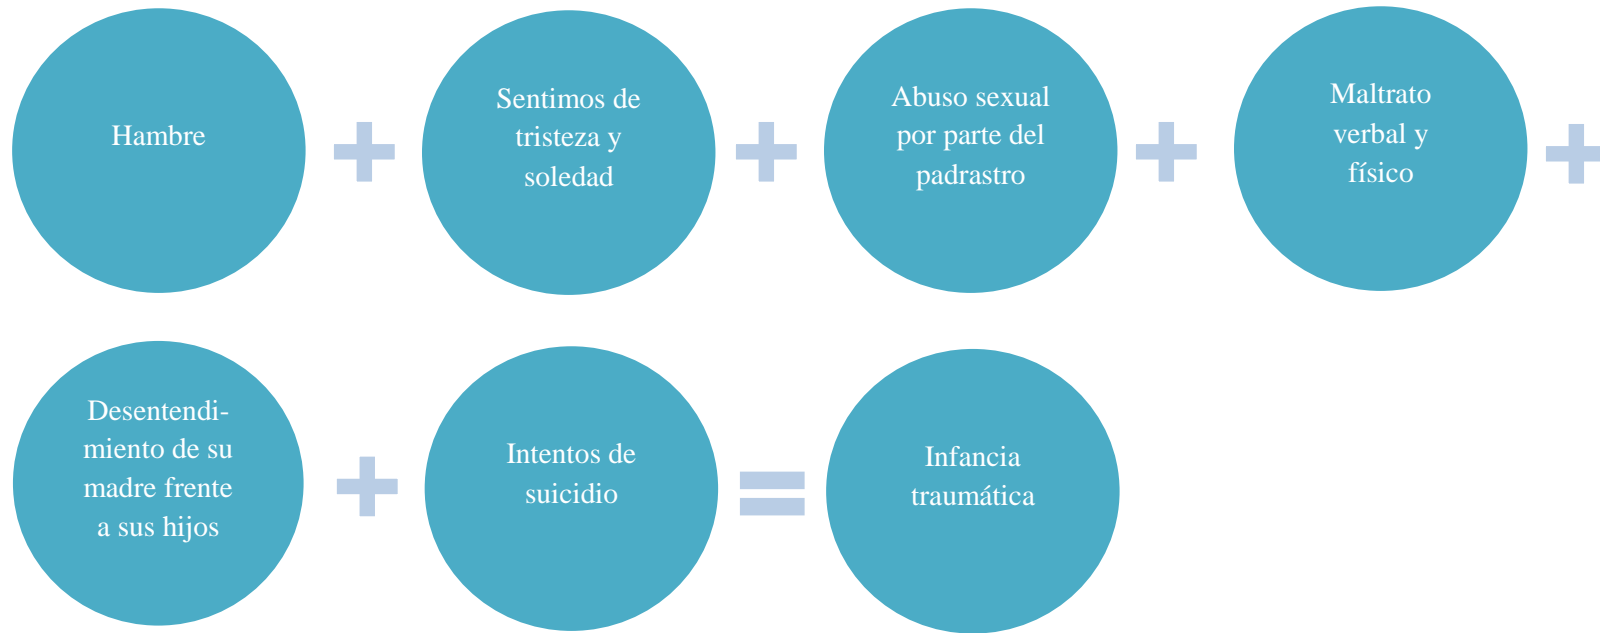 Hambre
Sentimos de
tristeza y
soledad
Abuso sexual
por parte del
padrastro
Maltrato
verbal y
físico
Desentendi-
miento de su
madre frente
a sus hijos
Intentos de
suicidio
Infancia
traumática